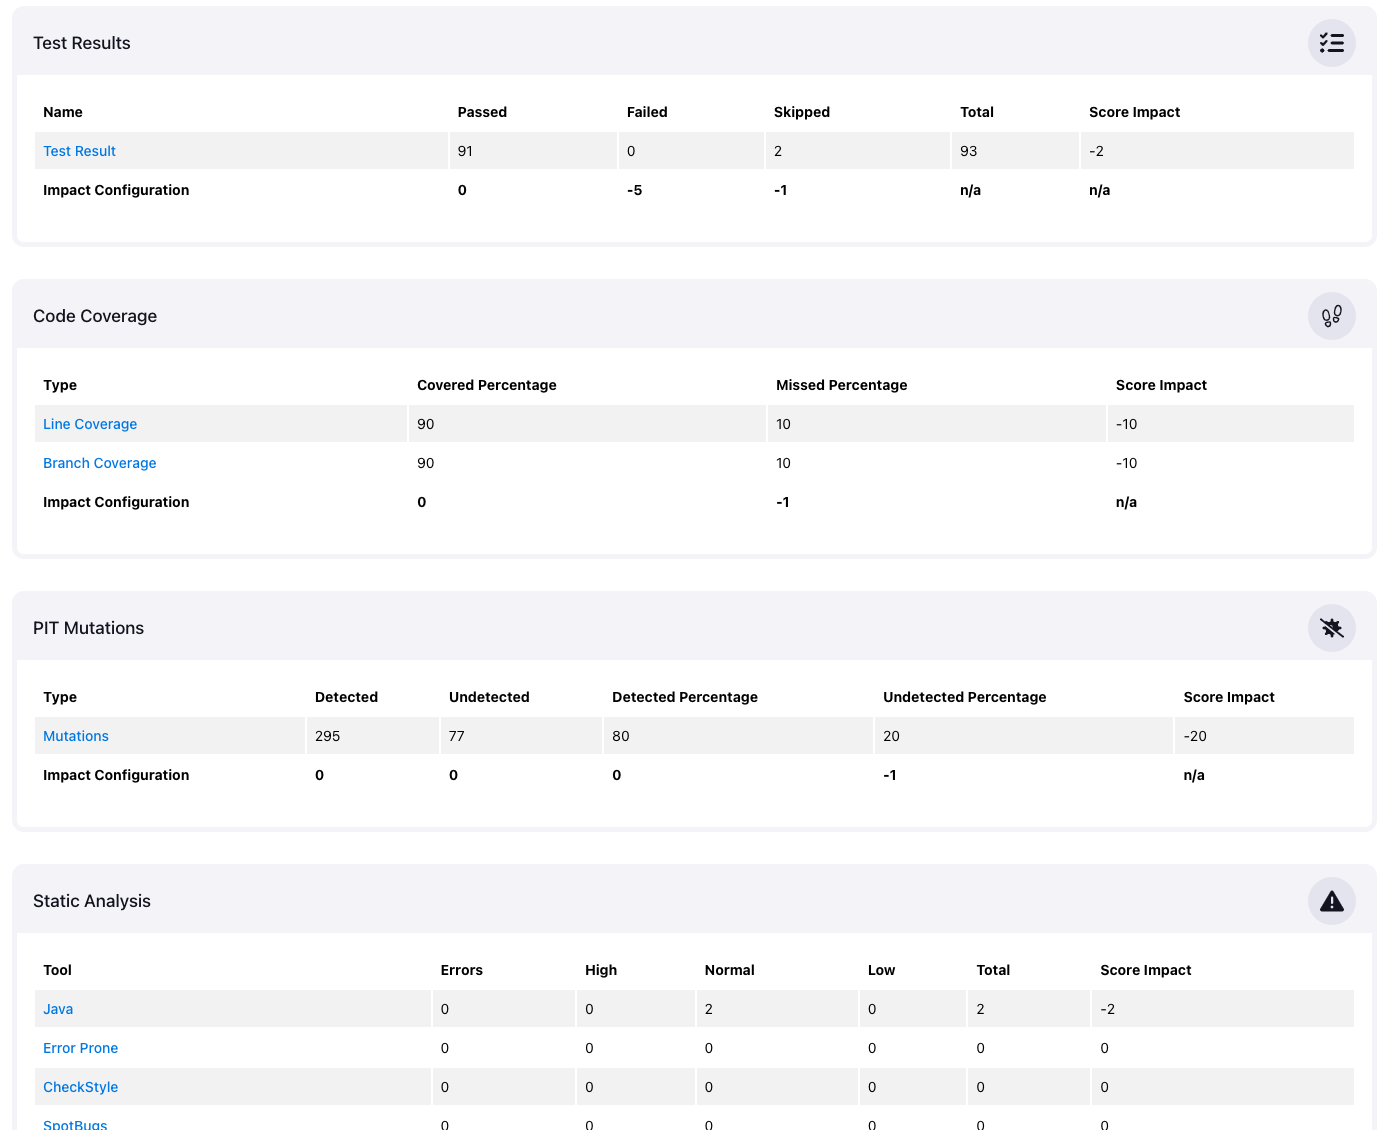 Test Results
Name Passed Failed Skipped Total Score Impact
Test Result 91 0 2 93 -2
Impact Configuration 0 -5 -1 n/a n/a
Code Coverage
Type Covered Percentage Missed Percentage Score Impact
Line Coverage 90 10 -10
Branch Coverage 90 10 -10
Impact Configuration 0 -1 n/a
PIT Mutations
Type Detected Undetected Detected Percentage Undetected Percentage Score Impact
Mutations 295 77 80 20 -20
Impact Configuration 0 0 0 -1 n/a
Static Analysis
Tool Errors High Normal Low Total Score Impact
Java 0 0 2 0 2 -2
Error Prone 0 0 0 0 0 0
CheckStyle 0 0 0 0 0 0
SpotBugs 0 0 0 0 0 0